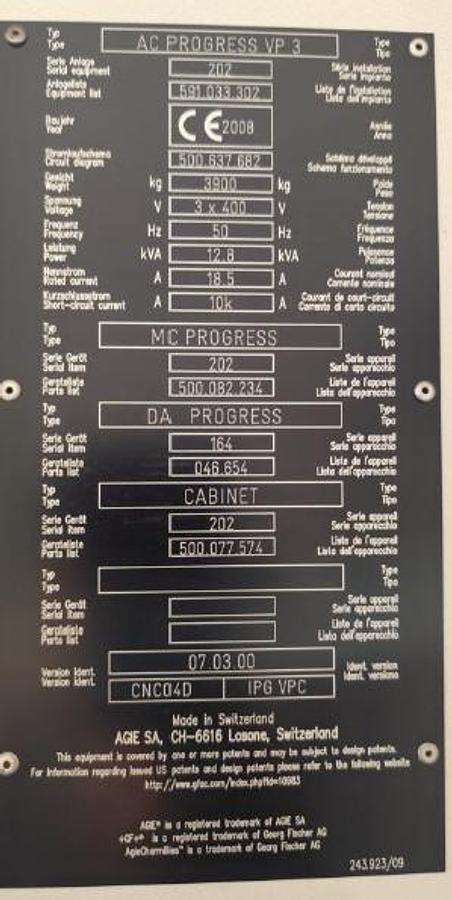 Typ AC PROGRESS VP 3 Type
Type Tipo
Serie Anlage 202 Série installation
Serial equipment Serie impianto
Anlageliste 591.033.302 Liste de l'installation
Equipment list Lista dell'impianto
Baujahr CE 2008 Année
Year Anno
Stromlaufschema 500.637.682 Schéma développé
Circuit diagram Schema funzionamento
Gewicht kg 3900 kg Poids
Weight Peso
Spannung V 3 x 400 V Tension
Voltage Tensione
Frequenz Hz 50 Hz Fréquence
Frequency Frequenza
Leistung kVA 12.8 kVA Puissance
Power Potenza
Nennstrom A 18.5 A Courant nominal
Rated current Corrente nominale
Kurzschlussstrom A 10k A Courant de court-circuit
Short-circuit current Corrente di corto circuito
Typ MC PROGRESS Type
Type Tipo
Serie Gerät 202 Serie appareil
Serial item Serie apparecchio
Geräteliste 500.082.234 Liste de l'appareil
Parts list Lista dell'apparecchio
Typ DA PROGRESS Type
Type Tipo
Serie Gerät 164 Serie appareil
Serial item Serie apparecchio
Geräteliste 046.654 Liste de l'appareil
Parts list Lista dell'apparecchio
Typ CABINET Type
Type Tipo
Serie Gerät 202 Serie appareil
Serial item Serie apparecchio
Geräteliste 500.077.574 Liste de l'appareil
Parts list Lista dell'apparecchio
Typ Type
Type Tipo
Serie Gerät Serie appareil
Serial item Serie apparecchio
Geräteliste Liste de l'appareil
Parts list Lista dell'apparecchio
Version Ident. 07.03.00 Ident. version
Version ident. Ident. versione
CNC04D IPG VPC
Made in Switzerland
AGIE SA, CH-6616 Losone, Switzerland
This equipment is covered by one or more patents and may be subject to design patents.
For information regarding issued US patents and design patents please refer to the following website
http://www.gfac.com/index.php?id=10983
AGIE® is a registered trademark of AGIE SA
+GF+® is a registered trademark of Georg Fischer AG
AgieCharmilles™ is a trademark of Georg Fischer AG
243.923/09